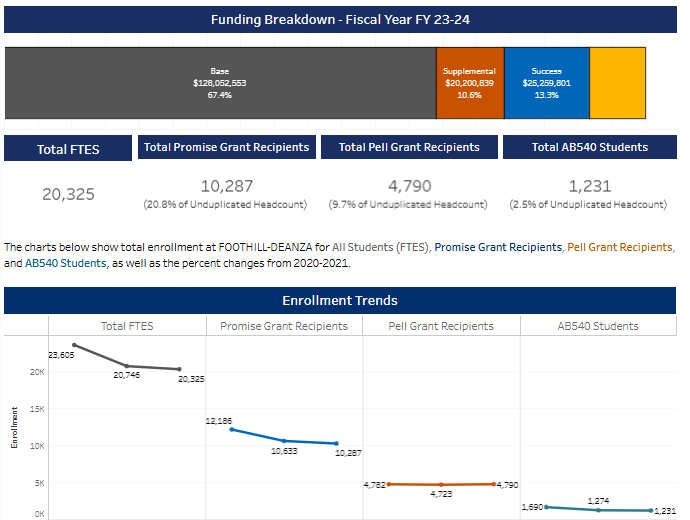 Funding Breakdown - Fiscal Year FY 23-24
Base
$128,052,553
67.4%
Supplemental
$20,200,839
10.6%
Success
$25,259,801
13.3%
Total FTES
Total Promise Grant Recipients
Total Pell Grant Recipients
Total AB540 Students
20,325
10,287
(20.8% of Unduplicated Headcount)
4,790
(9.7% of Unduplicated Headcount)
1,231
(2.5% of Unduplicated Headcount)
The charts below show total enrollment at FOOTHILL-DEANZA for All Students (FTES), Promise Grant Recipients, Pell Grant Recipients,
and AB540 Students, as well as the percent changes from 2020-2021.
Enrollment Trends
Total FTES
Promise Grant Recipients
Pell Grant Recipients
AB540 Students
Enrollment
20K
15K
10K
5K
0K
23,605
20,746
20,325
12,186
10,633
10,287
4,782
4,723
4,790
1,690
1,274
1,231